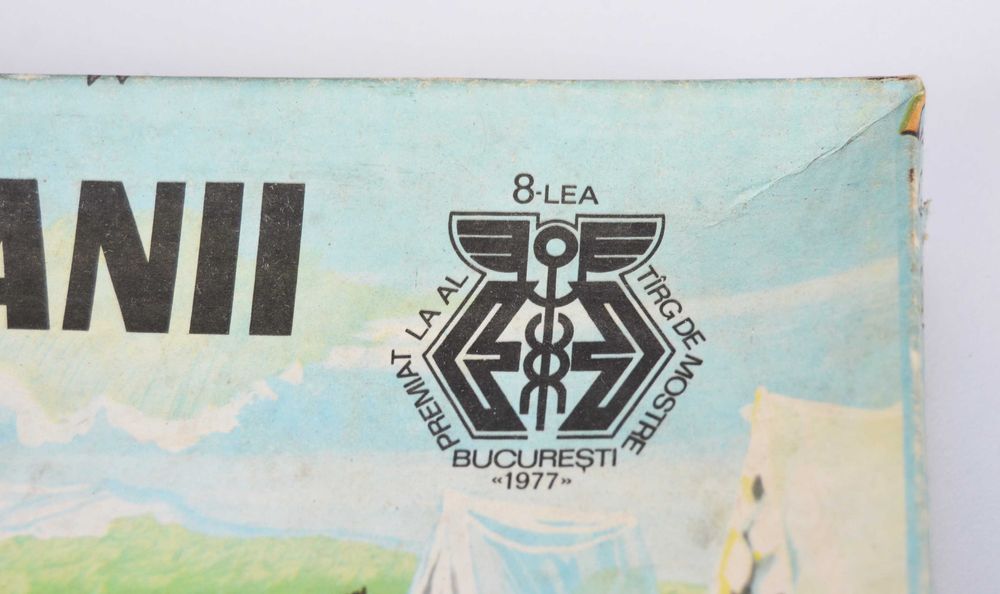 ANII
8-LEA
PREMIAT LA AL
TÎRG DE MOSTRE
BUCUREȘTI
«1977»